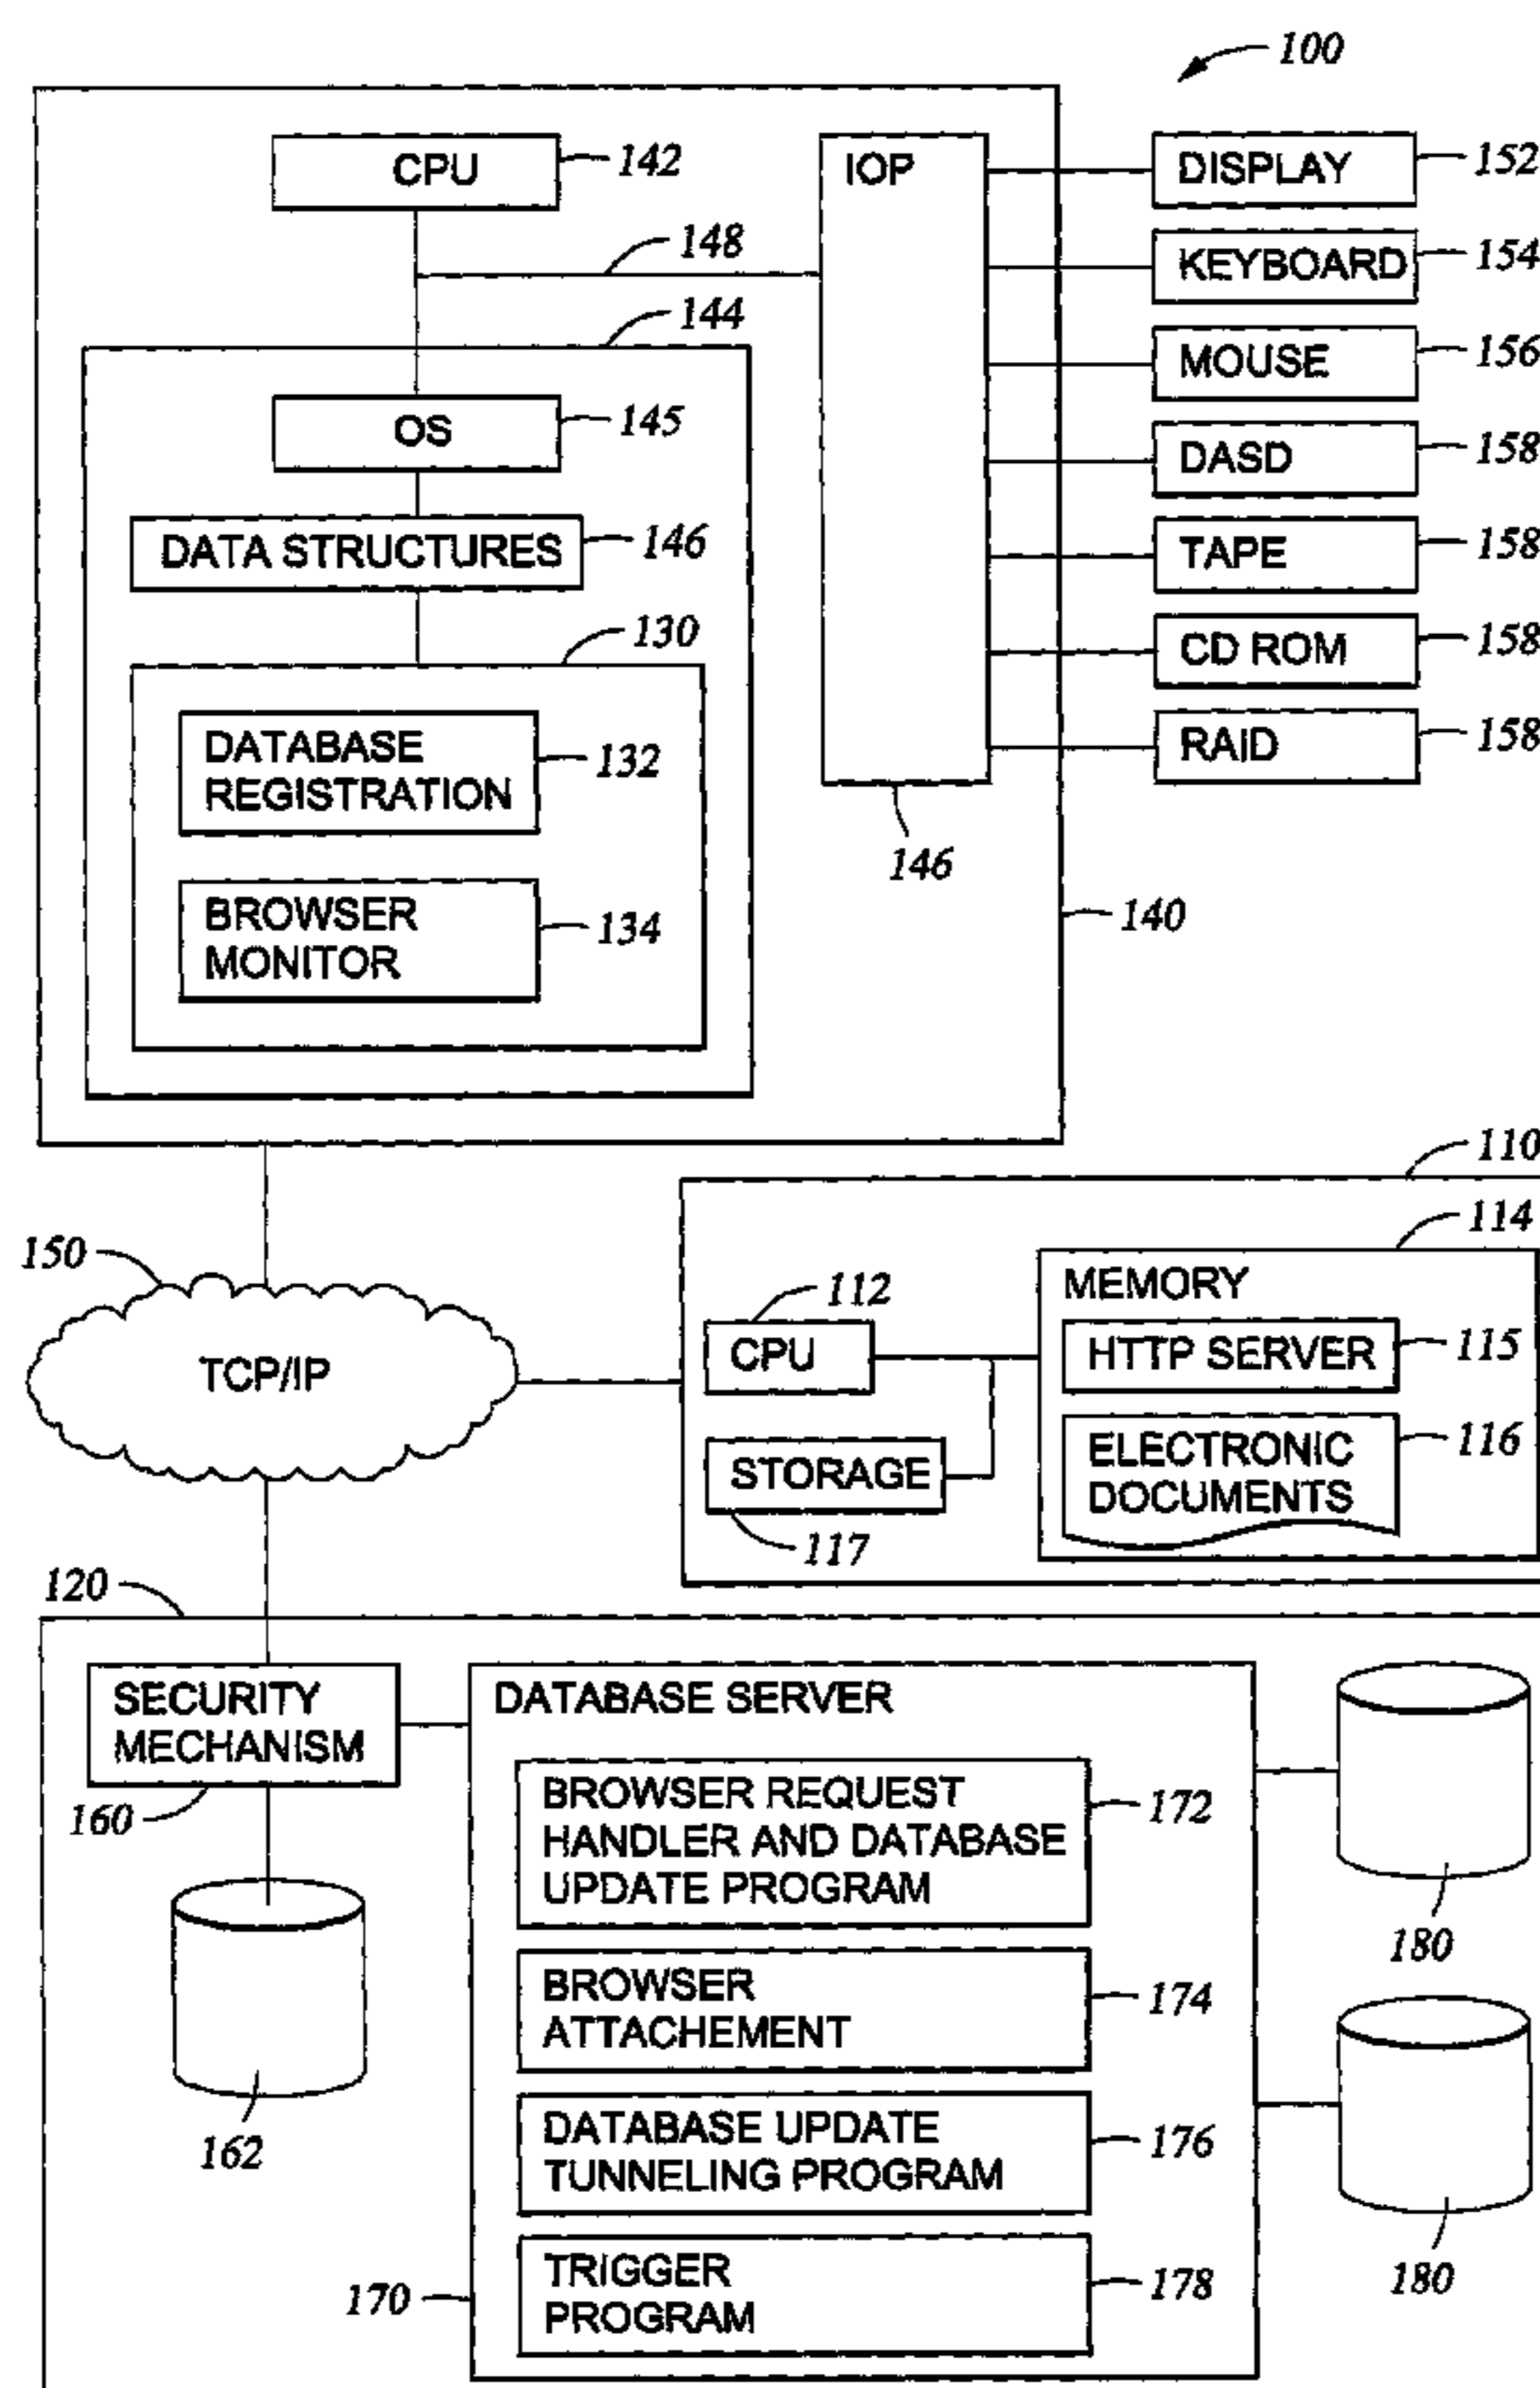 100
CPU
142
IOP
DISPLAY
152
148
KEYBOARD
154
144
MOUSE
156
OS
145
DASD
158
DATA STRUCTURES
146
TAPE
158
130
CD ROM
158
DATABASE
REGISTRATION
132
RAID
158
146
BROWSER
MONITOR
134
140
110
114
150
112
MEMORY
TCP/IP
CPU
HTTP SERVER
115
STORAGE
ELECTRONIC
DOCUMENTS
116
117
120
SECURITY
MECHANISM
160
DATABASE SERVER
BROWSER REQUEST
HANDLER AND DATABASE
UPDATE PROGRAM
172
180
BROWSER
ATTACHEMENT
174
162
DATABASE UPDATE
TUNNELING PROGRAM
176
180
170
TRIGGER
PROGRAM
178